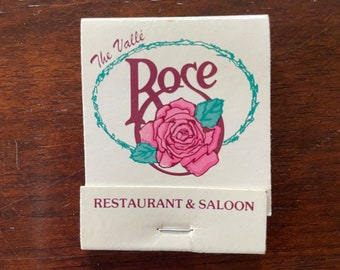 The Vallé
Rose
RESTAURANT & SALOON